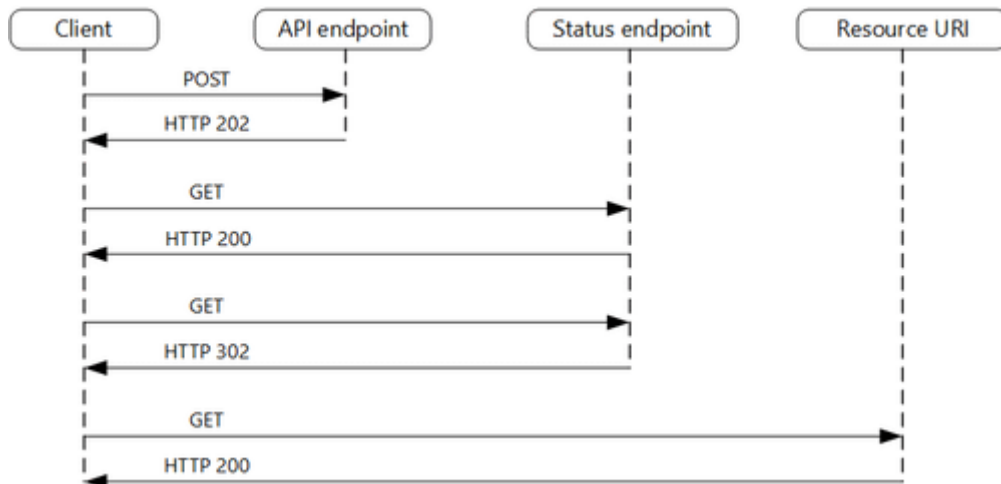 Client
API endpoint
Status endpoint
Resource URI
POST
HTTP 202
GET
HTTP 200
GET
HTTP 302
GET
HTTP 200